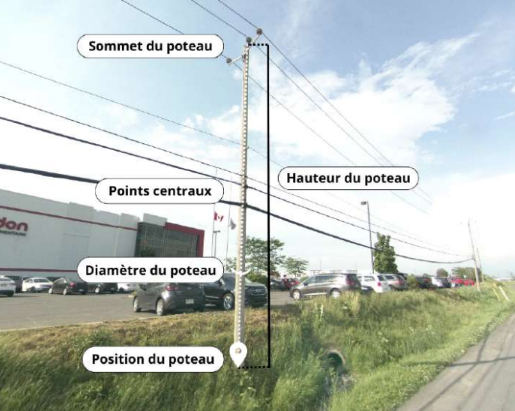 Sommet du poteau
Points centraux
Hauteur du poteau
don
Diamètre du poteau
Position du poteau